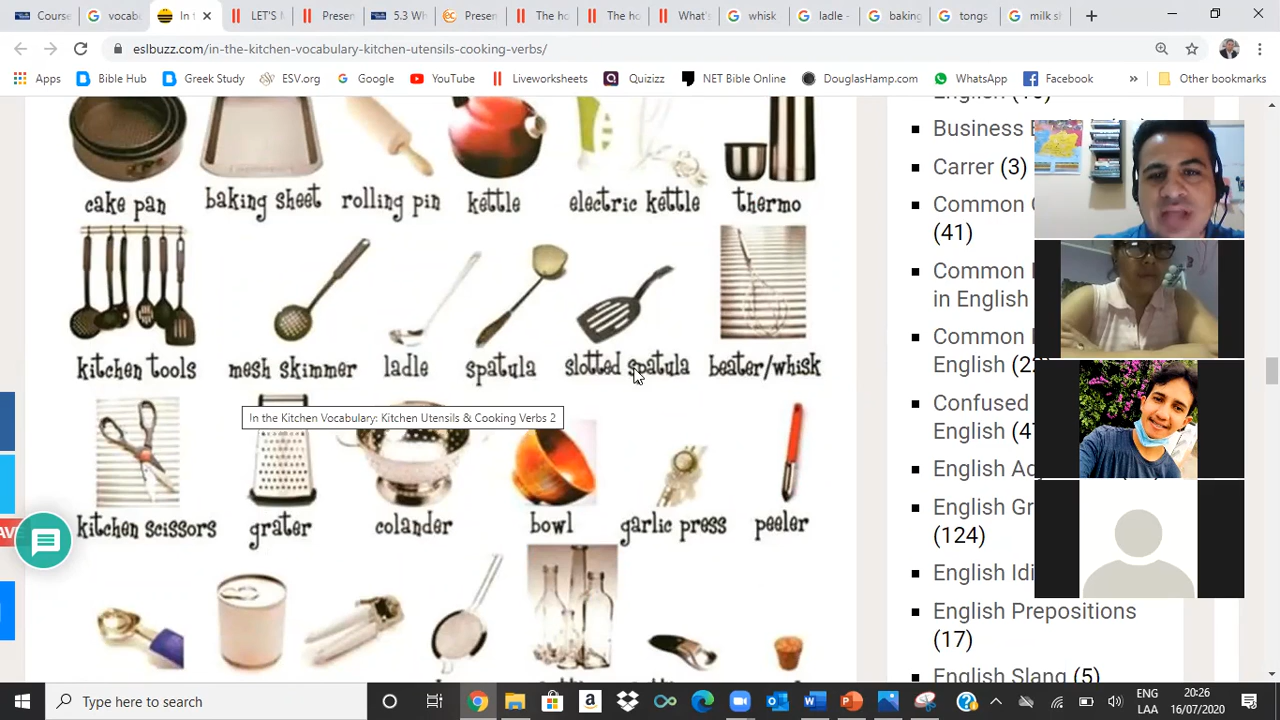 Course
vocabu
In t
LET'S M
Presen
5.3 W
Presen
The ho
The ho
What's
whisk
ladle -
baking
tongs
milk sh
eslbuzz.com/in-the-kitchen-vocabulary-kitchen-utensils-cooking-verbs/
Apps
Bible Hub
Greek Study
ESV.org
Google
YouTube
Liveworksheets
Quizizz
NET Bible Online
DouglasHamp.com
WhatsApp
Facebook
»
Other bookmarks
cake pan
baking sheet
rolling pin
kettle
electric kettle
thermo
kitchen tools
mesh skimmer
ladle
spatula
slotted spatula
beater/whisk
In the Kitchen Vocabulary: Kitchen Utensils & Cooking Verbs 2
kitchen scissors
grater
colander
bowl
garlic press
peeler
Business E
Carrer (3)
Common
(41)
Common
in English
Common
English (2
Confused
English (4
English A
English Gr
(124)
English Idi
English Prepositions
(17)
English Slang (5)
Type here to search
ENG
LAA
20:26
16/07/2020